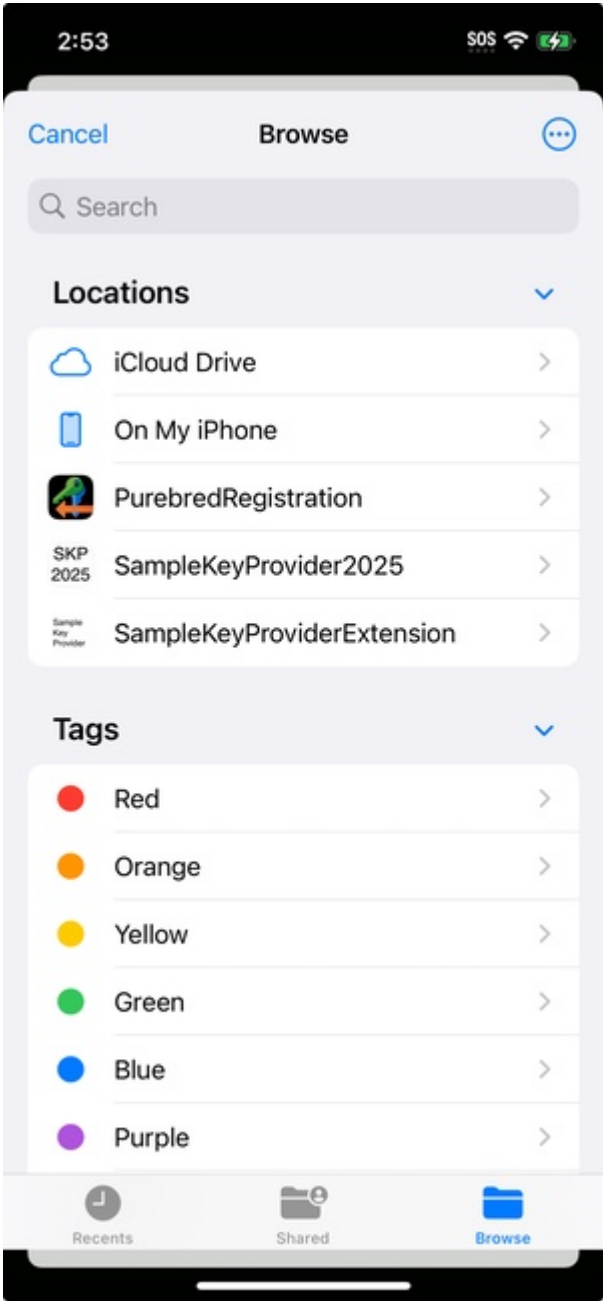 2:53
SOS
Cancel
Browse
Search
Locations
iCloud Drive
On My iPhone
PurebredRegistration
SKP
2025
SampleKeyProvider2025
Sample
Key
Provider
SampleKeyProviderExtension
Tags
Red
Orange
Yellow
Green
Blue
Purple
Recents
Shared
Browse